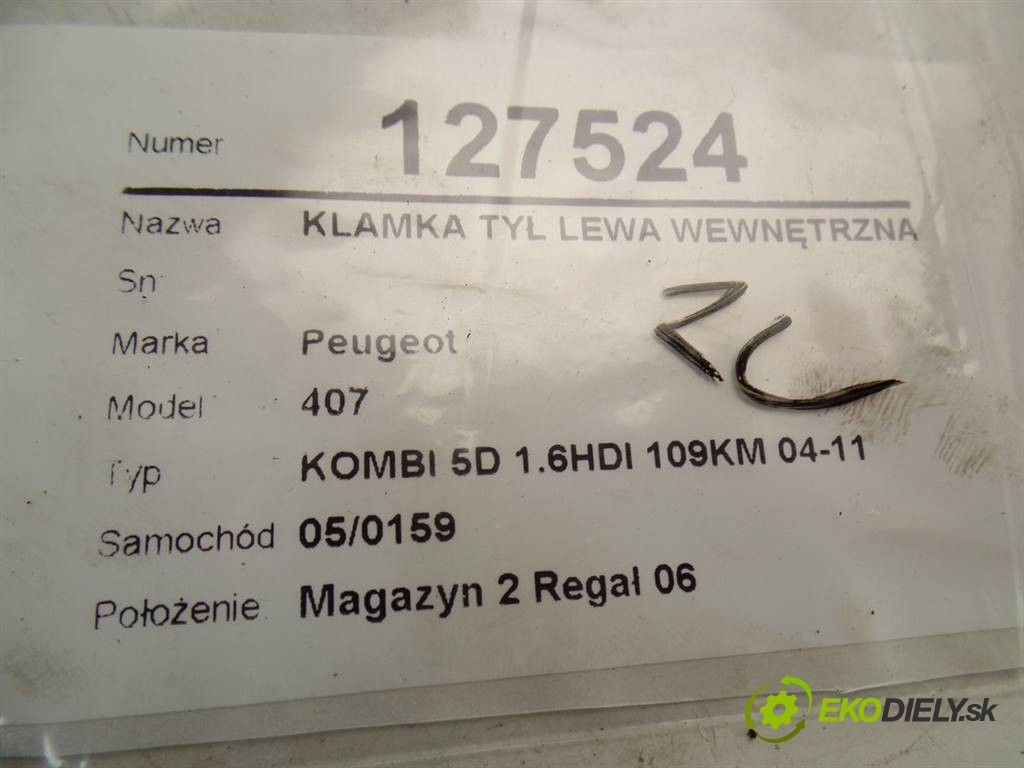 Numer 127524
Nazwa KLAMKA TYŁ LEWA WEWNĘTRZNA
Sn
Marka Peugeot
Model 407
Typ KOMBI 5D 1.6HDI 109KM 04-11
Samochód 05/0159
Położenie Magazyn 2 Regał 06
EKODIELY.sk